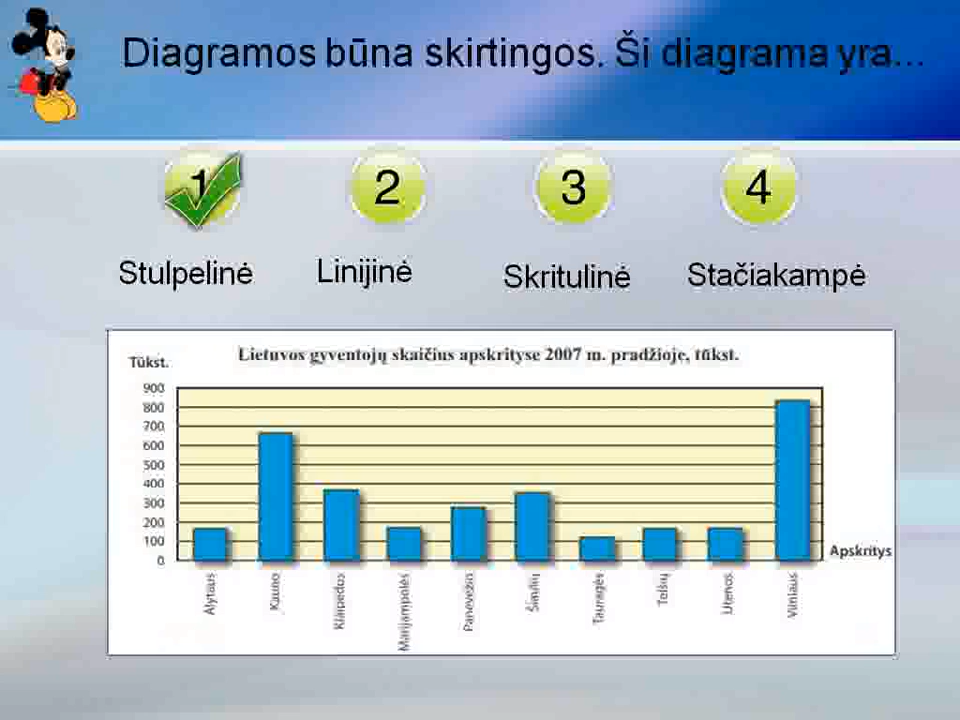 Diagramos būna skirtingos. Ši diagrama yra...
1 2 3 4
Stulpelinė Linijinė Skritulinė Stačiakampė
Lietuvos gyventojų skaičius apskrityse 2007 m. pradžioje, tūkst.
Tūkst.
900
800
700
600
500
400
300
200
100
0
Apskritys
Alytaus
Kauno
Klaipėdos
Marijampolės
Panevėžio
Šiaulių
Tauragės
Telšių
Utenos
Vilniaus